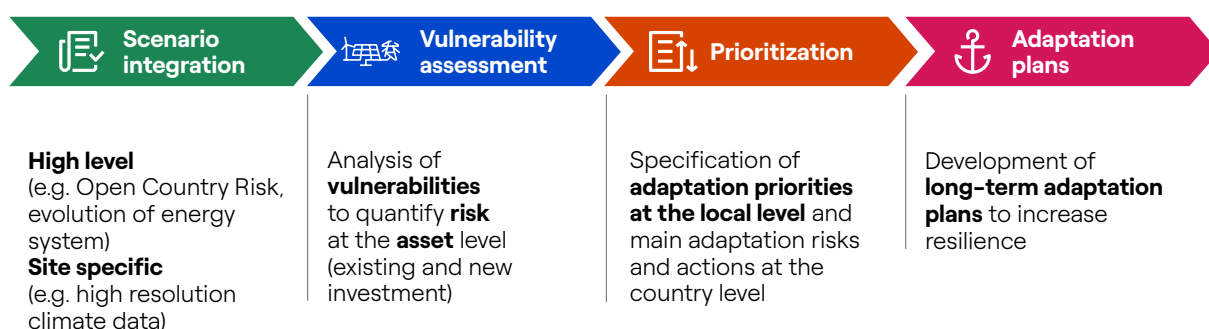 Scenario
integration
Vulnerability
assessment
Prioritization
Adaptation
plans
High level
(e.g. Open Country Risk,
evolution of energy
system)
Site specific
(e.g. high resolution
climate data)
Analysis of
vulnerabilities
to quantify risk
at the asset level
(existing and new
investment)
Specification of
adaptation priorities
at the local level and
main adaptation risks
and actions at the
country level
Development of
long-term adaptation
plans to increase
resilience